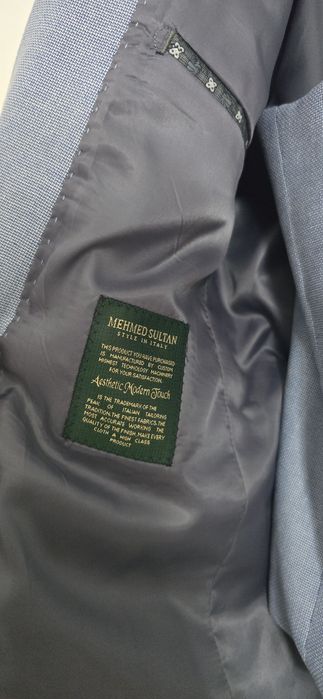 MEHMED SULTAN
STYLE IN ITALY
THIS PRODUCT YOU HAVE PURCHASED
IS MANUFACTURED BY CUSTOM
HIGHEST TECHNOLOGY MACHINERY
FOR YOUR SATISFACTION.
Aesthetic Modern Touch
IS THE TRADEMARK OF THE
PEAK OF ITALIAN TAILORING
TRADITION. THE FINEST FABRICS, THE
MOST ACCURATE WORKING THE
QUALITY OF THE FINISH, MAKE EVERY
CLOTH A HIGH CLASS
PRODUCT